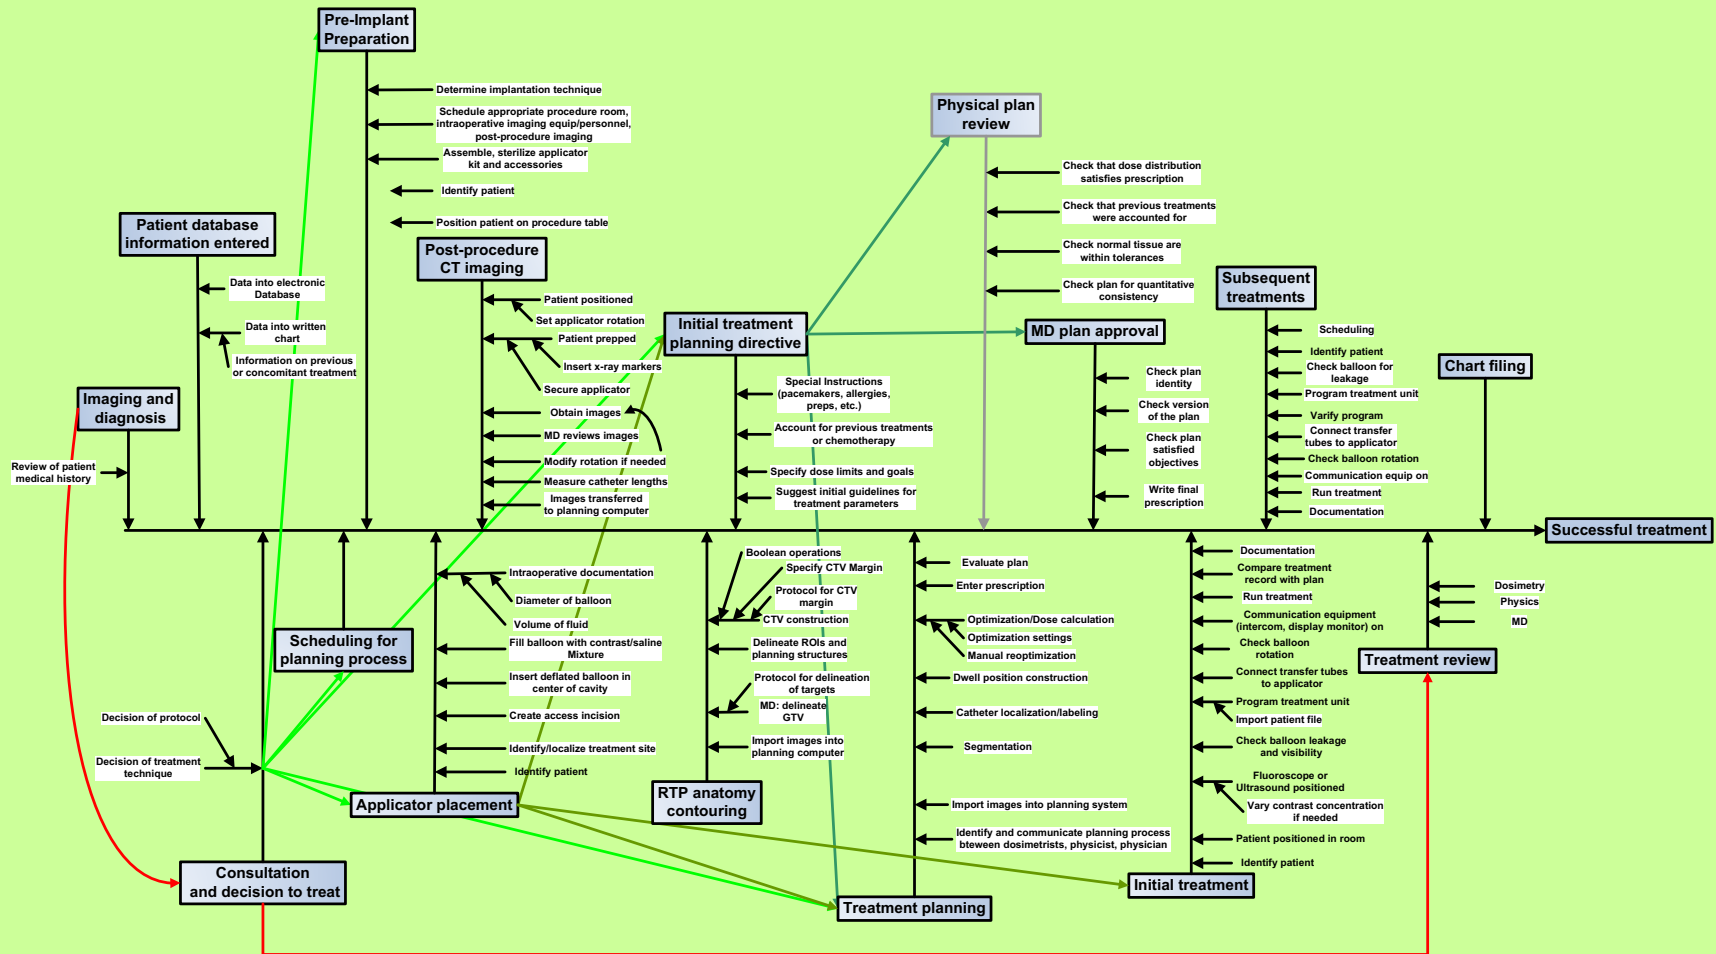 Pre-Implant
Preparation
Determine implantation technique
Schedule appropriate procedure room,
intraoperative imaging equip/personnel,
post-procedure imaging
Assemble, sterilize applicator
kit and accessories
Identify patient
Position patient on procedure table
Patient database
information entered
Data into electronic
Database
Data into written
chart
Information on previous
or concomitant treatment
Imaging and
diagnosis
Review of patient
medical history
Post-procedure
CT imaging
Patient positioned
Set applicator rotation
Patient prepped
Insert x-ray markers
Secure applicator
Obtain images
MD reviews images
Modify rotation if needed
Measure catheter lengths
Images transferred
to planning computer
Initial treatment
planning directive
Special Instructions
(pacemakers, allergies,
preps, etc.)
Account for previous treatments
or chemotherapy
Specify dose limits and goals
Suggest initial guidelines for
treatment parameters
Physical plan
review
Check that dose distribution
satisfies prescription
Check that previous treatments
were accounted for
Check normal tissue are
within tolerances
Check plan for quantitative
consistency
MD plan approval
Check plan
identity
Check version
of the plan
Check plan
satisfied
objectives
Write final
prescription
Subsequent
treatments
Scheduling
Identify patient
Check balloon for
leakage
Program treatment unit
Varify program
Connect transfer
tubes to applicator
Check balloon rotation
Communication equip on
Run treatment
Documentation
Chart filing
Successful treatment
Decision of protocol
Decision of treatment
technique
Consultation
and decision to treat
Scheduling for
planning process
Intraoperative documentation
Diameter of balloon
Volume of fluid
Fill balloon with contrast/saline
Mixture
Insert deflated balloon in
center of cavity
Create access incision
Identify/localize treatment site
Identify patient
Applicator placement
Boolean operations
Specify CTV Margin
Protocol for CTV
margin
CTV construction
Delineate ROIs and
planning structures
Protocol for delineation
of targets
MD: delineate
GTV
Import images into
planning computer
RTP anatomy
contouring
Evaluate plan
Enter prescription
Optimization/Dose calculation
Optimization settings
Manual reoptimization
Dwell position construction
Catheter localization/labeling
Segmentation
Import images into planning system
Identify and communicate planning process
bteween dosimetrists, physicist, physician
Treatment planning
Documentation
Compare treatment
record with plan
Run treatment
Communication equipment
(intercom, display monitor) on
Check balloon
rotation
Connect transfer tubes
to applicator
Program treatment unit
Import patient file
Check balloon leakage
and visibility
Fluoroscope or
Ultrasound positioned
Vary contrast concentration
if needed
Patient positioned in room
Identify patient
Initial treatment
Dosimetry
Physics
MD
Treatment review